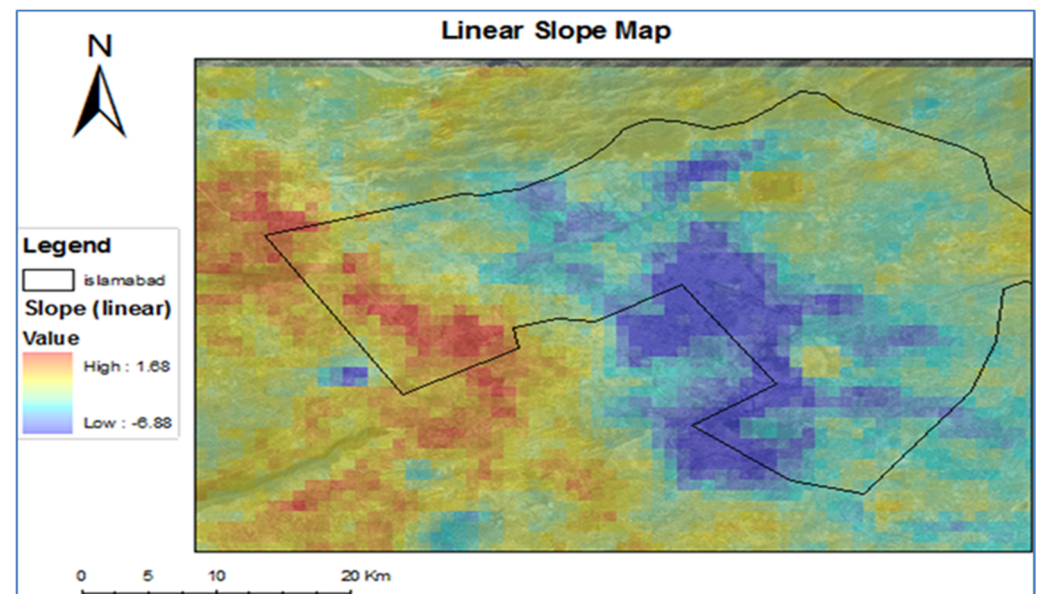 Linear Slope Map
N
Legend
islamabad
Slope (linear)
Value
High : 1.68
Low : -6.88
0 5 10 20 Km